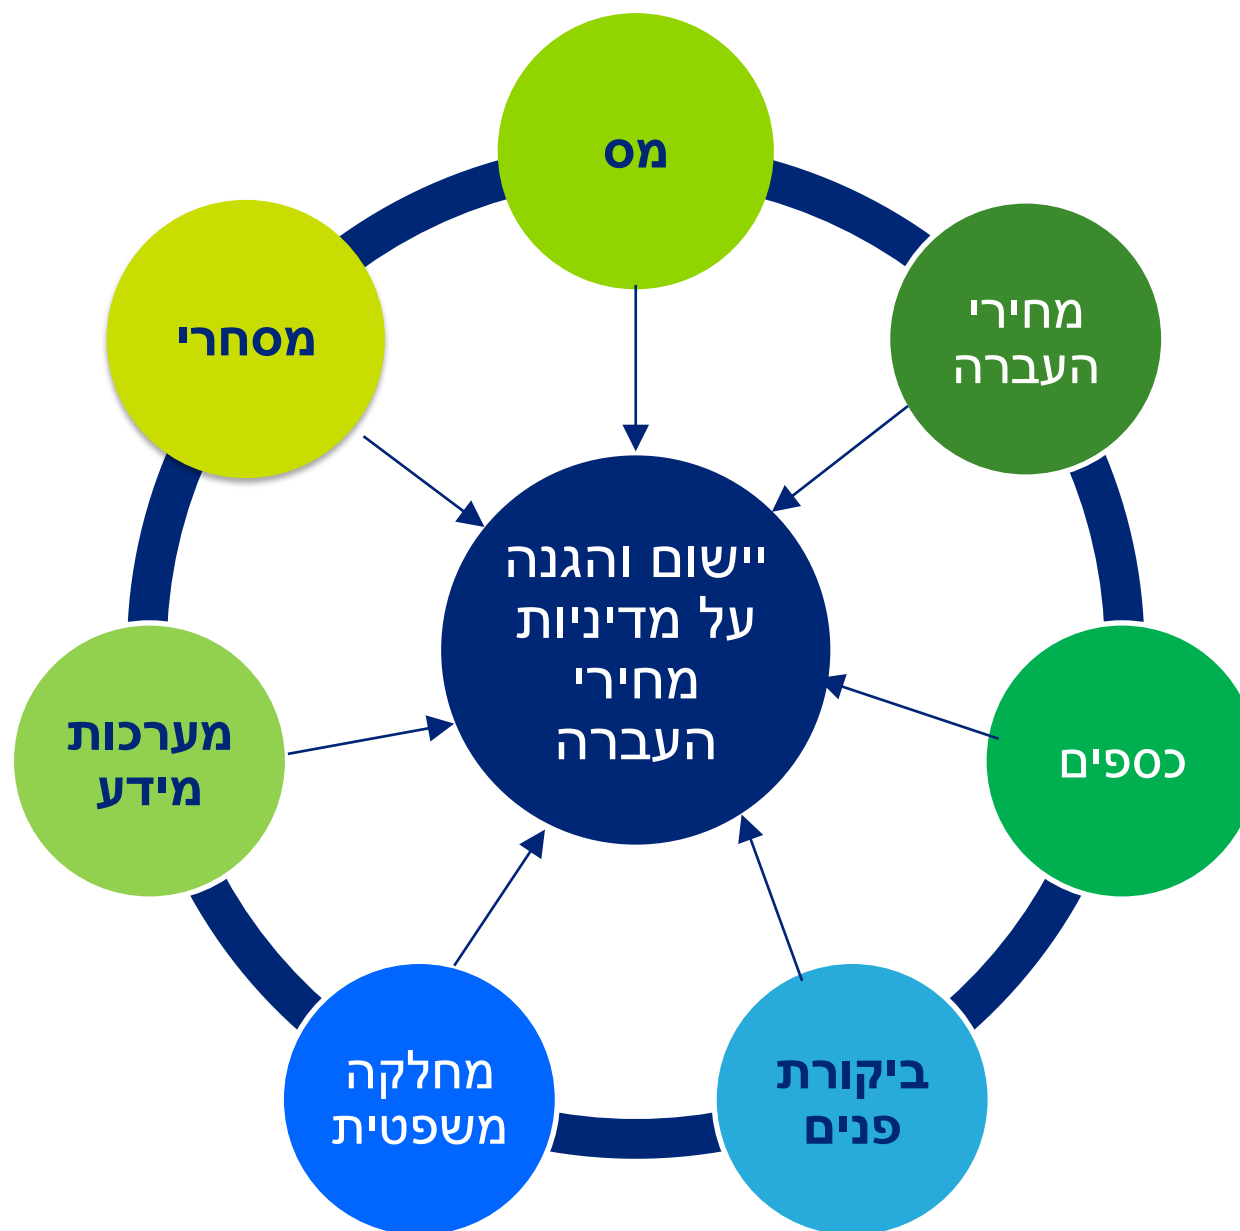 מס
מחירי
העברה
כספים
ביקורת
פנים
מחלקה
משפטית
מערכות
מידע
מסחרי
יישום והגנה
על מדיניות
מחירי
העברה